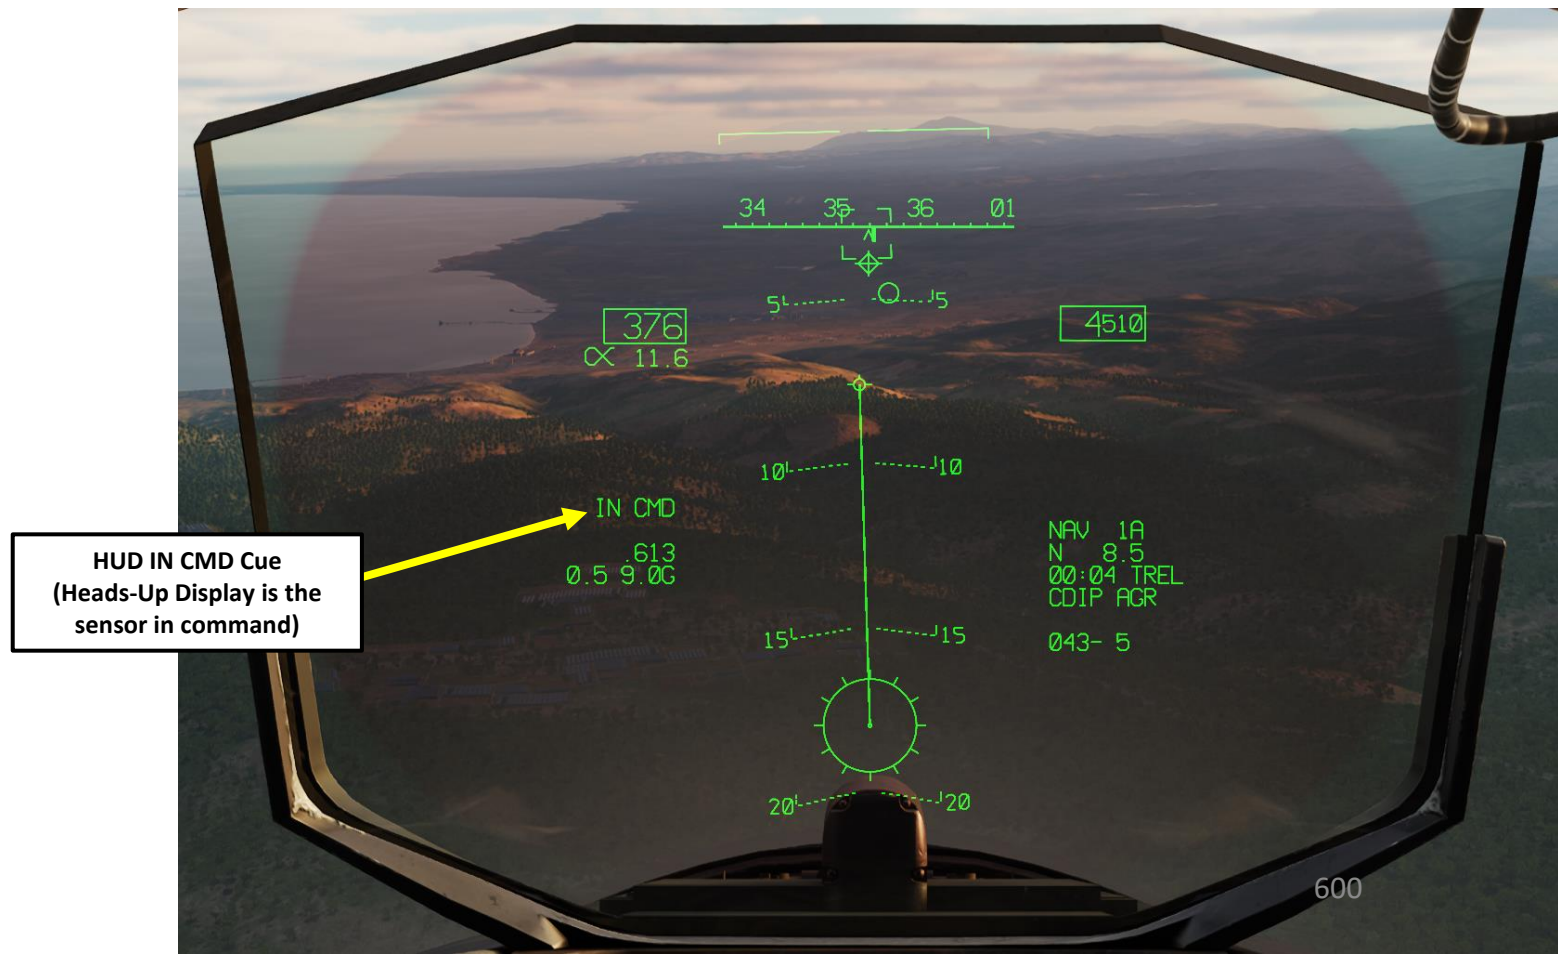 34 35 36 01
5 5
376
4510
α 11.6
10 10
IN CMD
.613
0.5 9.0G
NAV 1A
N 8.5
00:04 TREL
CDIP AGR
043- 5
HUD IN CMD Cue
(Heads-Up Display is the
sensor in command)
15 15
20 20
600